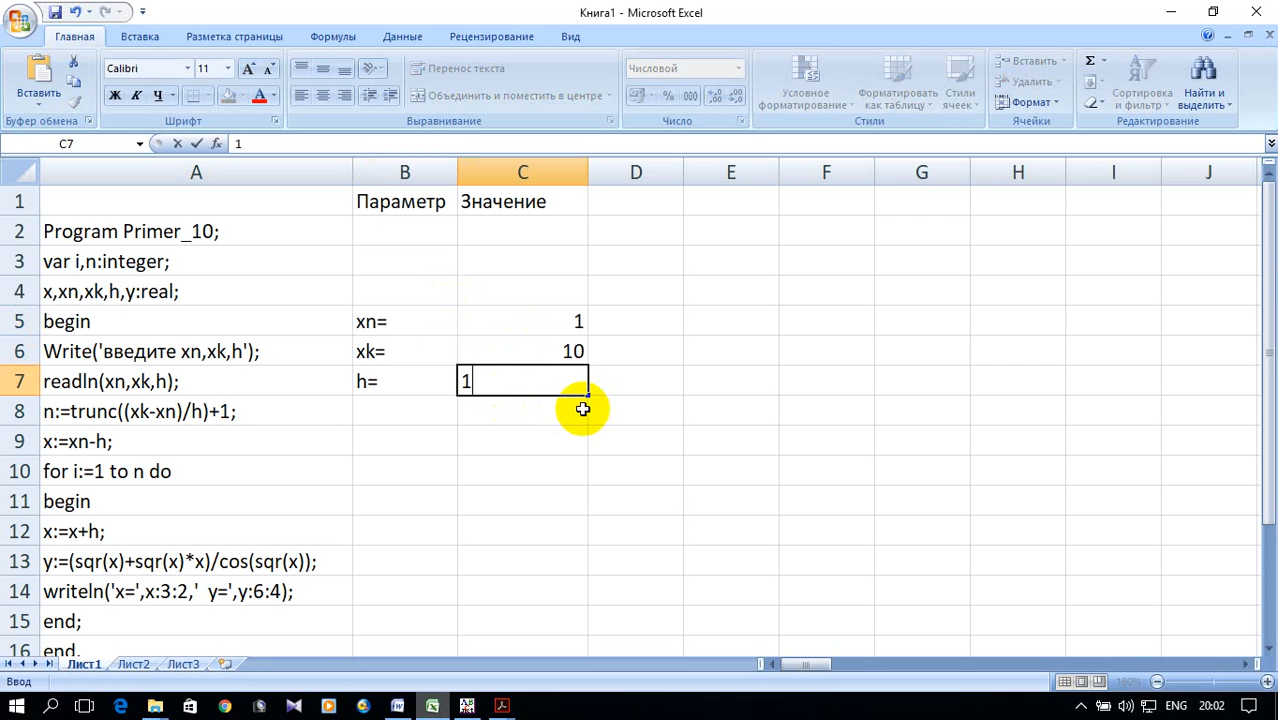 Книга1 - Microsoft Excel
Главная Вставка Разметка страницы Формулы Данные Рецензирование Вид
Вставить
Calibri 11
Ж К Ч
Перенос текста
Объединить и поместить в центре
Числовой
% 000
Условное форматирование
Форматировать как таблицу
Стили ячеек
Вставить
Удалить
Формат
Σ
Сортировка и фильтр
Найти и выделить
Буфер обмена Шрифт Выравнивание Число Стили Ячейки Редактирование
C7 fx 1
A B C D E F G H I J
1 Параметр Значение
2 Program Primer_10;
3 var i,n:integer;
4 x,xn,xk,h,y:real;
5 begin xn= 1
6 Write('введите xn,xk,h'); xk= 10
7 readln(xn,xk,h); h= 1
8 n:=trunc((xk-xn)/h)+1;
9 x:=xn-h;
10 for i:=1 to n do
11 begin
12 x:=x+h;
13 y:=(sqr(x)+sqr(x)*x)/cos(sqr(x));
14 writeln('x=',x:3:2,'  y=',y:6:4);
15 end;
16 end.
Лист1 Лист2 Лист3
Ввод 160%
ENG 20:02